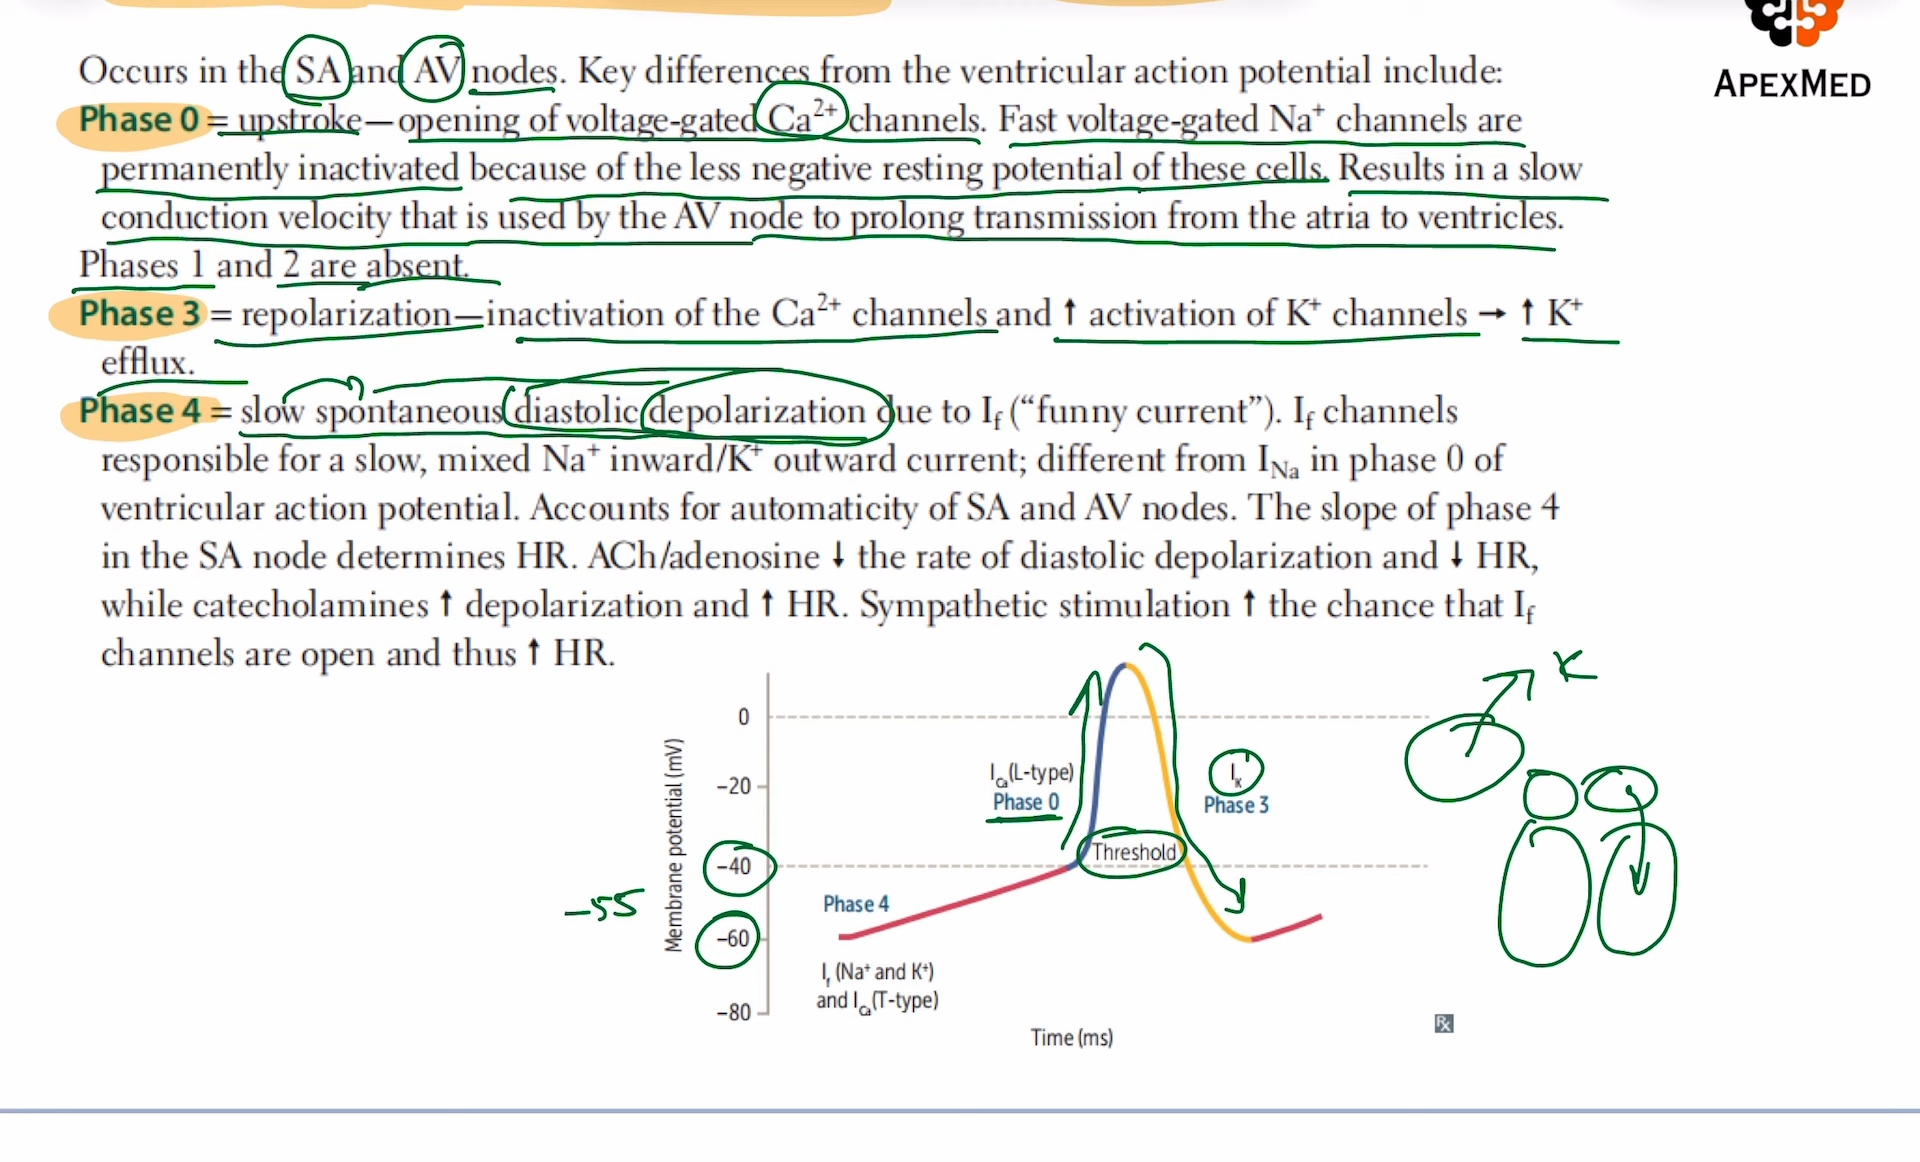 APEXMED
Occurs in the SA and AV nodes. Key differences from the ventricular action potential include:
Phase 0 = upstroke—opening of voltage-gated Ca²⁺ channels. Fast voltage-gated Na⁺ channels are
permanently inactivated because of the less negative resting potential of these cells. Results in a slow
conduction velocity that is used by the AV node to prolong transmission from the atria to ventricles.
Phases 1 and 2 are absent.
Phase 3 = repolarization—inactivation of the Ca²⁺ channels and ↑ activation of K⁺ channels → ↑ K⁺
efflux.
Phase 4 = slow spontaneous diastolic depolarization due to If (“funny current”). If channels
responsible for a slow, mixed Na⁺ inward/K⁺ outward current; different from INa in phase 0 of
ventricular action potential. Accounts for automaticity of SA and AV nodes. The slope of phase 4
in the SA node determines HR. ACh/adenosine ↓ the rate of diastolic depolarization and ↓ HR,
while catecholamines ↑ depolarization and ↑ HR. Sympathetic stimulation ↑ the chance that If
channels are open and thus ↑ HR.
K
0
ICa (L-type)
Phase 0
IK
Phase 3
-20
Threshold
-40
-55
Phase 4
-60
If (Na⁺ and K⁺)
and ICa (T-type)
-80
Membrane potential (mV)
Time (ms)
Rx